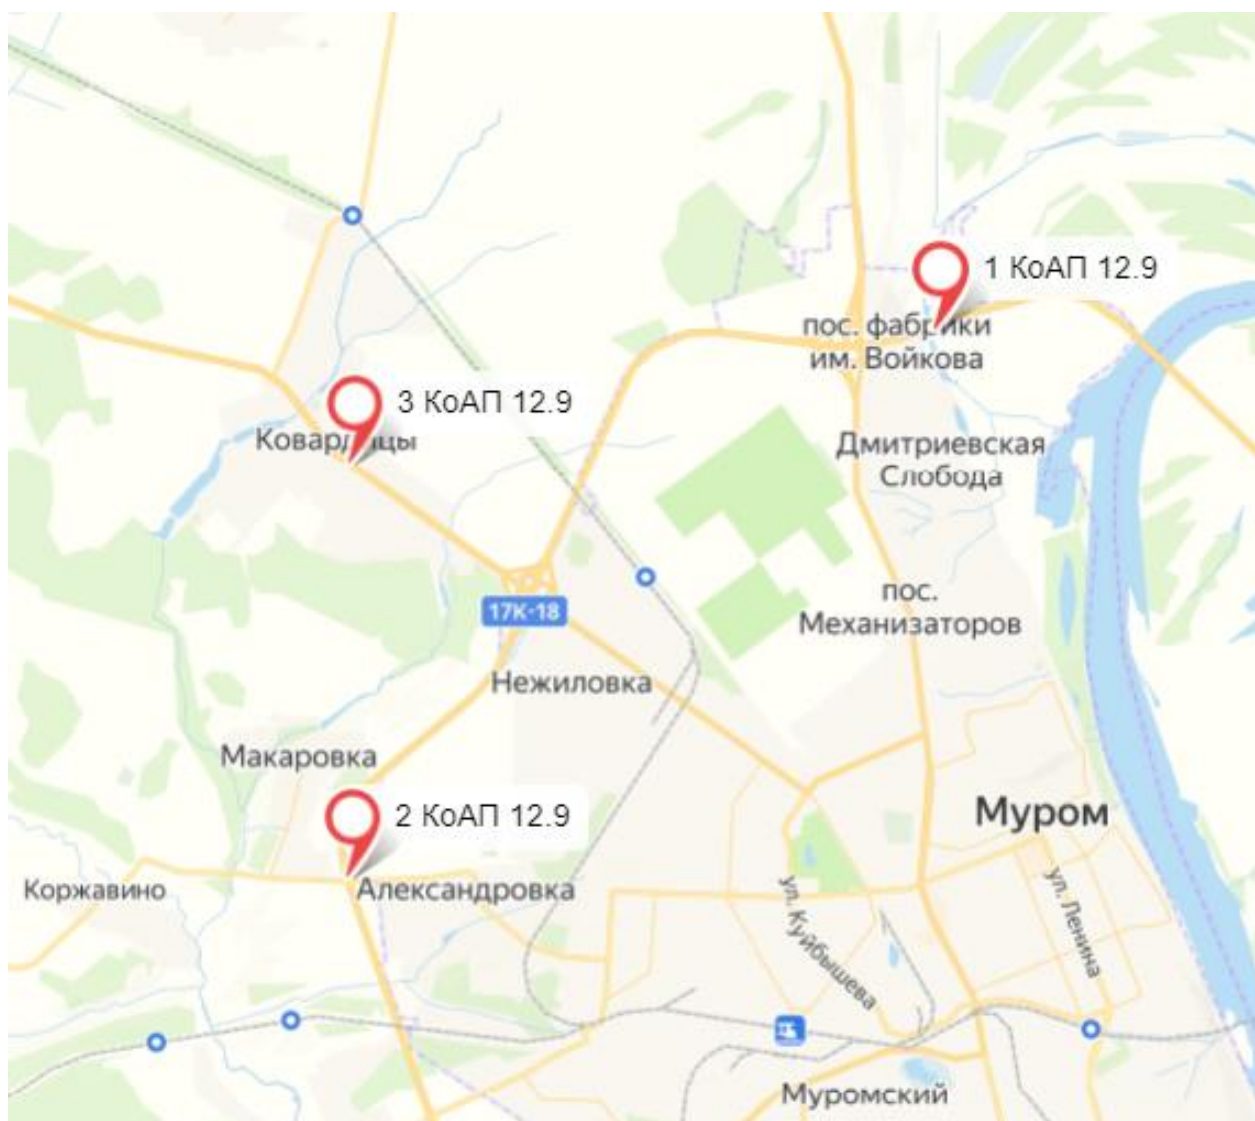 1 КоАП 12.9
пос. фабрики
им. Войкова
3 КоАП 12.9
Ковардицы
Дмитриевская
Слобода
17К-18
пос.
Механизаторов
Нежиловка
Макаровка
2 КоАП 12.9
Муром
Коржавино
Александровка
ул. Куйбышева
ул. Ленина
Муромский